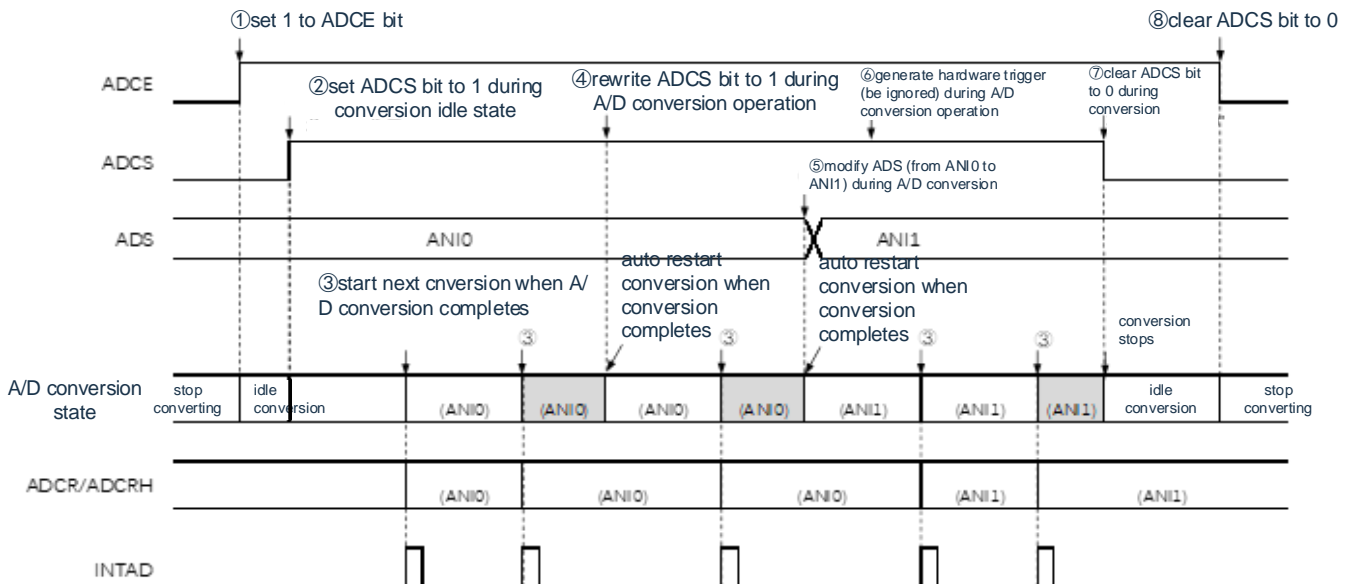 ①set 1 to ADCE bit
⑧clear ADCS bit to 0
ADCE
②set ADCS bit to 1 during
conversion idle state
④rewrite ADCS bit to 1 during
A/D conversion operation
⑥generate hardware trigger
(be ignored) during A/D
conversion operation
⑦clear ADCS bit
to 0 during
conversion
ADCS
⑤modify ADS (from ANI0 to
ANI1) during A/D conversion
ADS
ANI0
ANI1
③start next cnversion when A/
D conversion completes
auto restart
conversion when
conversion
completes
auto restart
conversion when
conversion
completes
③
③
③
③
conversion
stops
A/D conversion
state
stop
converting
idle
conversion
(ANI0)
(ANI0)
(ANI0)
(ANI0)
(ANI1)
(ANI1)
(ANI1)
idle
conversion
stop
converting
ADCR/ADCRH
(ANI0)
(ANI0)
(ANI0)
(ANI1)
(ANI1)
INTAD